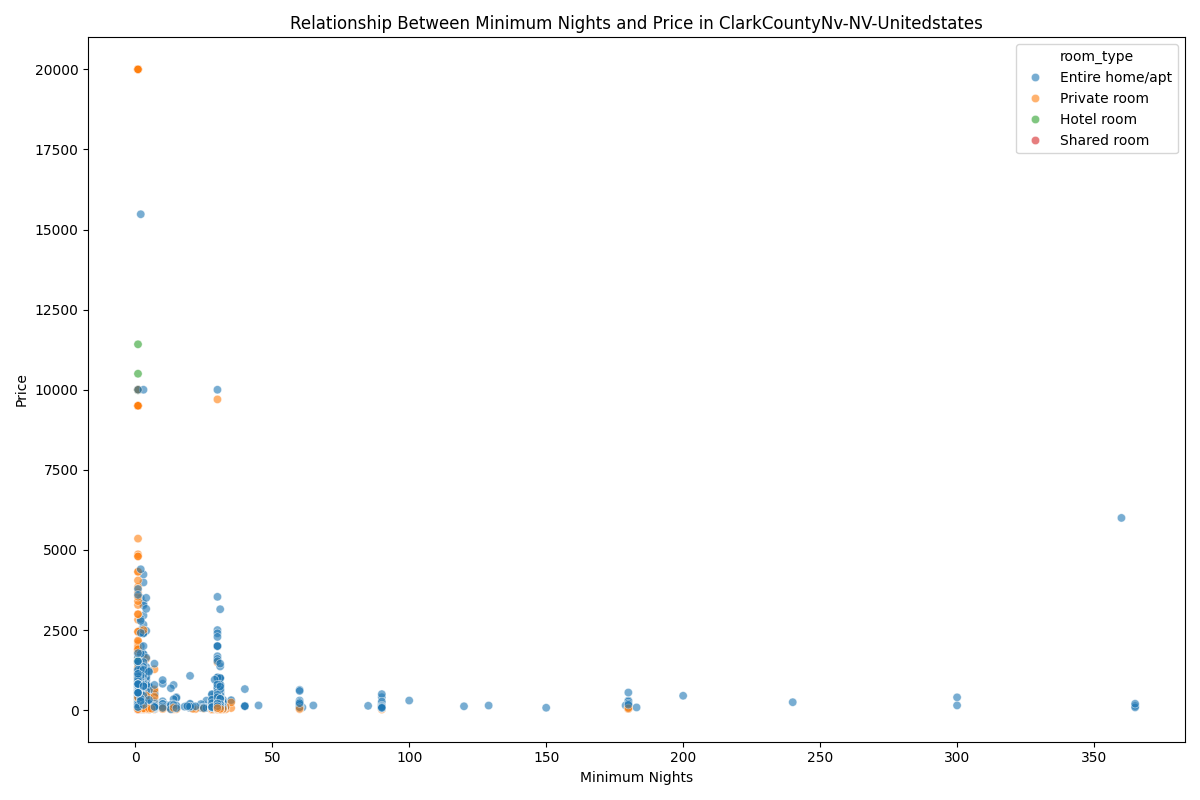 Relationship Between Minimum Nights and Price in ClarkCountyNv-NV-Unitedstates
room_type
Entire home/apt
Private room
Hotel room
Shared room
20000
17500
15000
12500
10000
7500
5000
2500
0
Price
0 50 100 150 200 250 300 350
Minimum Nights